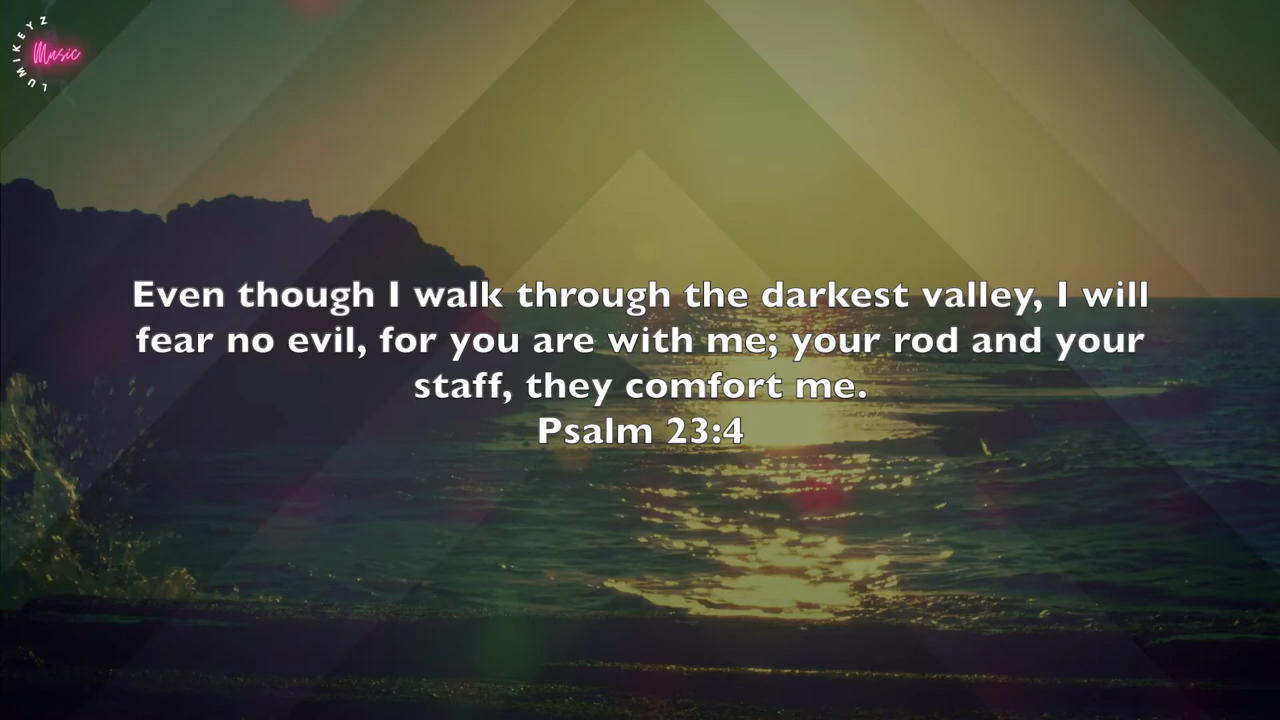 LUMIKEYZ
Music
Even though I walk through the darkest valley, I will
fear no evil, for you are with me; your rod and your
staff, they comfort me.
Psalm 23:4